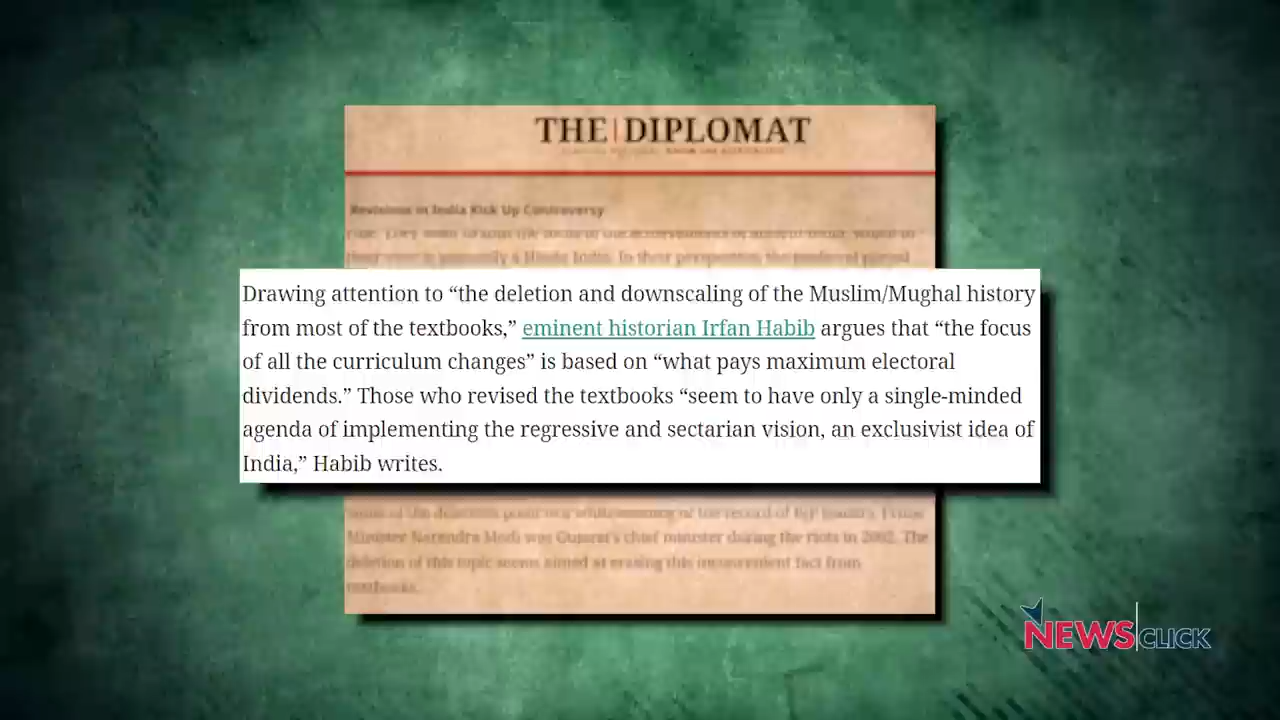 THE|DIPLOMAT
Revisions in India Kick Up Controversy
Drawing attention to “the deletion and downscaling of the Muslim/Mughal history
from most of the textbooks,” eminent historian Irfan Habib argues that “the focus
of all the curriculum changes” is based on “what pays maximum electoral
dividends.” Those who revised the textbooks “seem to have only a single-minded
agenda of implementing the regressive and sectarian vision, an exclusivist idea of
India,” Habib writes.
Minister Narendra Modi was Gujarat's chief minister during the riots in 2002. The
deletion of this topic seems aimed at erasing this inconvenient fact from
textbooks.
NEWS|CLICK